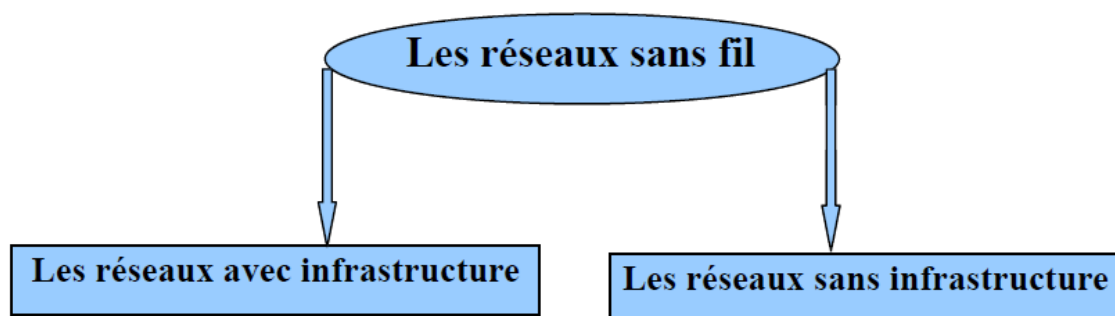 Les réseaux sans fil
Les réseaux avec infrastructure
Les réseaux sans infrastructure